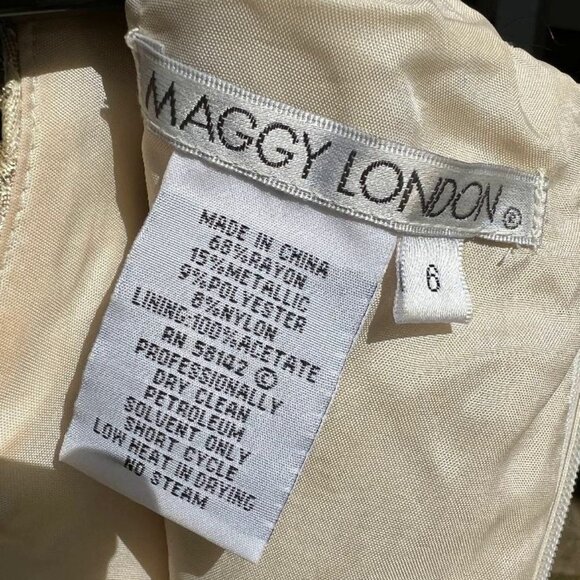 MAGGY LONDON®
6
MADE IN CHINA
68%RAYON
15%METALLIC
9%POLYESTER
8%NYLON
LINING:100%ACETATE
RN 58142 ©
PROFESSIONALLY
DRY CLEAN
PETROLEUM
SOLVENT ONLY
SHORT CYCLE
LOW HEAT IN DRYING
NO STEAM